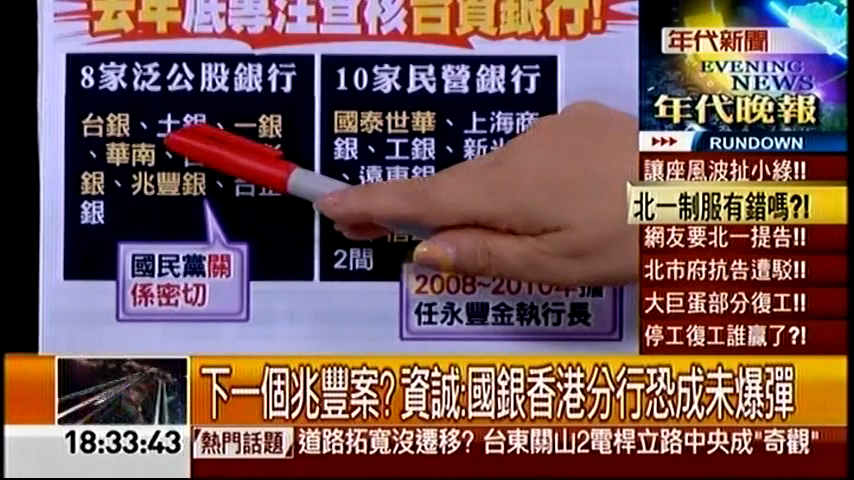 去年底專注查核台資銀行!
8家泛公股銀行
台銀、土銀、一銀
、華南、
銀、兆豐銀、合
銀
國民黨關
係密切
10家民營銀行
國泰世華、上海商
銀、工銀、新
、遠東銀
2間
2008~2010年擔
任永豐金執行長
年代新聞
EVENING
NEWS
年代晚報
RUNDOWN
讓座風波扯小綠!!
北一制服有錯嗎?!
網友要北一提告!!
北市府抗告遭駁!!
大巨蛋部分復工!!
停工復工誰贏了?!
下一個兆豐案?資誠:國銀香港分行恐成未爆彈
18:33:43
熱門話題 道路拓寬沒遷移? 台東關山2電桿立路中央成"奇觀"